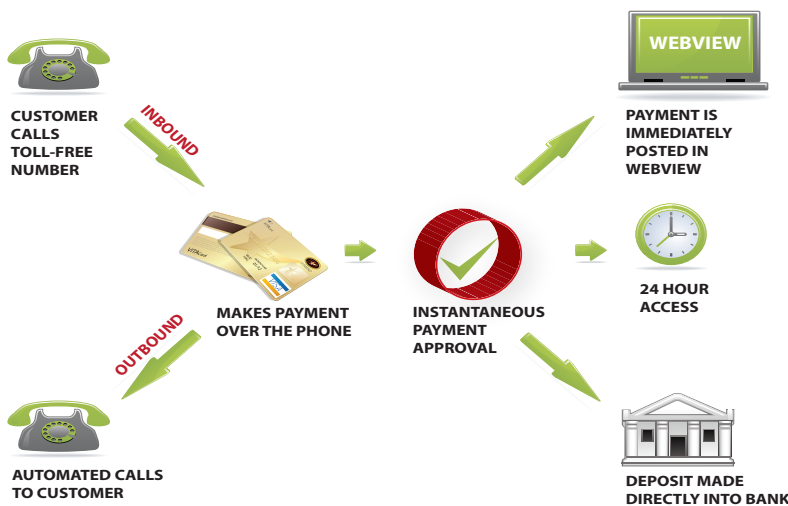 WEBVIEW
CUSTOMER
CALLS
TOLL-FREE
NUMBER
INBOUND
PAYMENT IS
IMMEDIATELY
POSTED IN
WEBVIEW
MAKES PAYMENT
OVER THE PHONE
INSTANTANEOUS
PAYMENT
APPROVAL
24 HOUR
ACCESS
OUTBOUND
AUTOMATED CALLS
TO CUSTOMER
DEPOSIT MADE
DIRECTLY INTO BANK